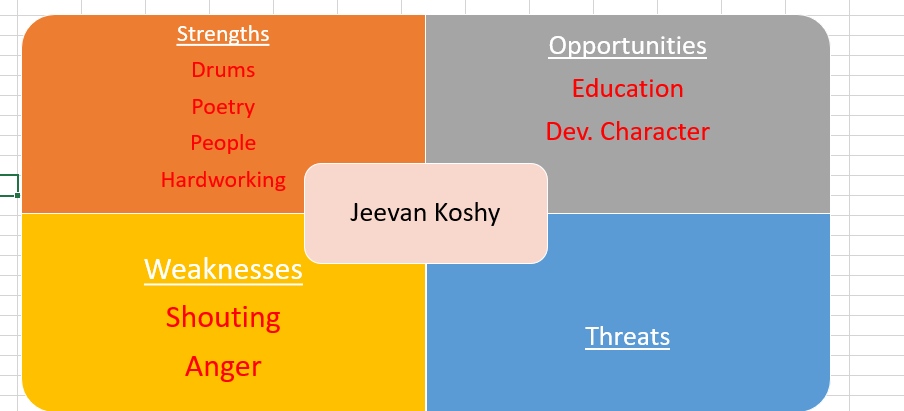 Strengths
Drums
Poetry
People
Hardworking
Opportunities
Education
Dev. Character
Jeevan Koshy
Weaknesses
Shouting
Anger
Threats